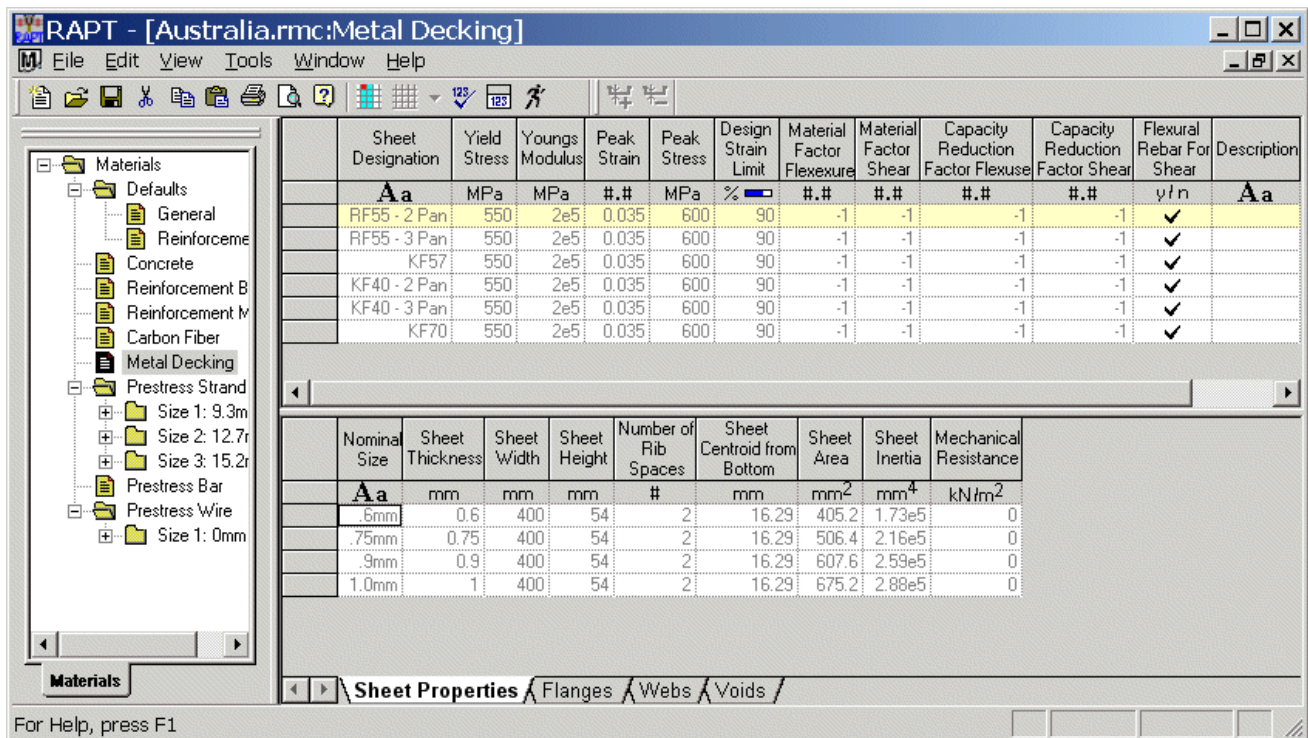 RAPT - [Australia.rmc:Metal Decking]
File Edit View Tools Window Help
Materials
Defaults
General
Reinforceme
Concrete
Reinforcement B
Reinforcement M
Carbon Fiber
Metal Decking
Prestress Strand
Size 1: 9.3m
Size 2: 12.7r
Size 3: 15.2r
Prestress Bar
Prestress Wire
Size 1: 0mm
Materials
Sheet Designation Yield Stress Youngs Modulus Peak Strain Peak Stress Design Strain Limit Material Factor Flexexure Material Factor Shear Capacity Reduction Factor Flexuse Capacity Reduction Factor Shear Flexural Rebar For Shear Description
Aa MPa MPa #.# MPa % #.# #.# #.# #.# y/n Aa
RF55 - 2 Pan 550 2e5 0.035 600 90 -1 -1 -1 -1 ✓
RF55 - 3 Pan 550 2e5 0.035 600 90 -1 -1 -1 -1 ✓
KF57 550 2e5 0.035 600 90 -1 -1 -1 -1 ✓
KF40 - 2 Pan 550 2e5 0.035 600 90 -1 -1 -1 -1 ✓
KF40 - 3 Pan 550 2e5 0.035 600 90 -1 -1 -1 -1 ✓
KF70 550 2e5 0.035 600 90 -1 -1 -1 -1 ✓
Nominal Size Sheet Thickness Sheet Width Sheet Height Number of Rib Spaces Sheet Centroid from Bottom Sheet Area Sheet Inertia Mechanical Resistance
Aa mm mm mm # mm mm2 mm4 kN/m2
.6mm 0.6 400 54 2 16.29 405.2 1.73e5 0
.75mm 0.75 400 54 2 16.29 506.4 2.16e5 0
.9mm 0.9 400 54 2 16.29 607.6 2.59e5 0
1.0mm 1 400 54 2 16.29 675.2 2.88e5 0
Sheet Properties Flanges Webs Voids
For Help, press F1